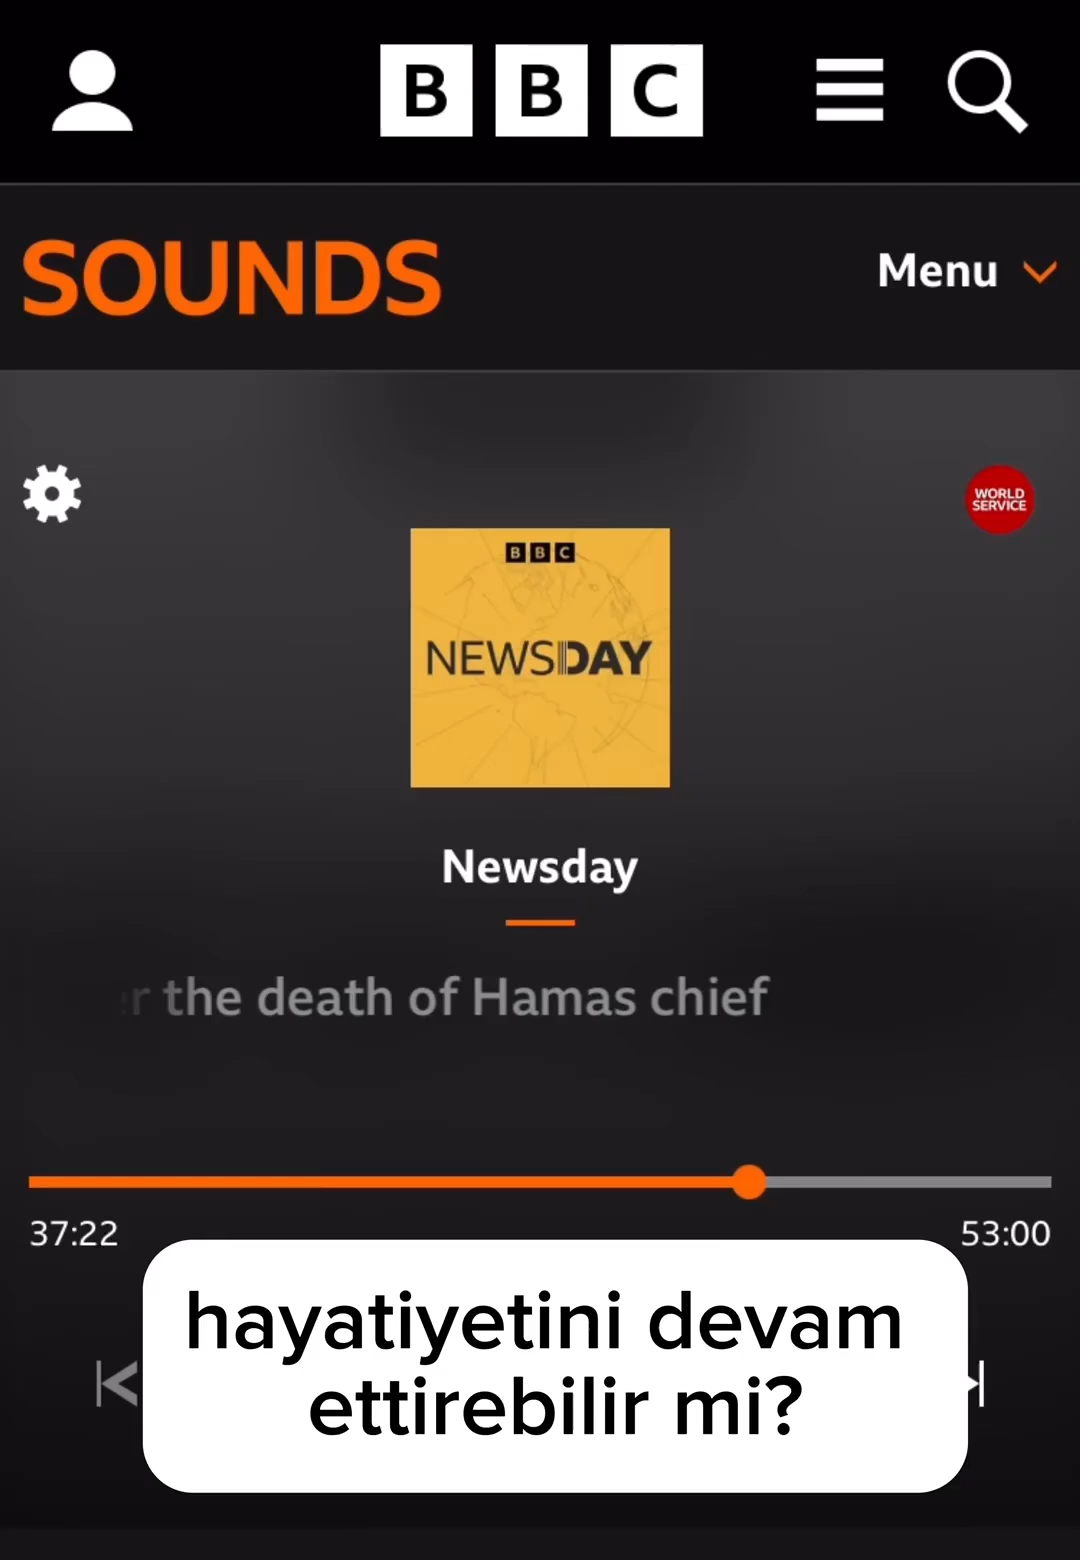 BBC
SOUNDS
Menu
WORLD
SERVICE
BBC
NEWSDAY
Newsday
the death of Hamas chief
37:22
53:00
hayatiyetini devam
ettirebilir mi?